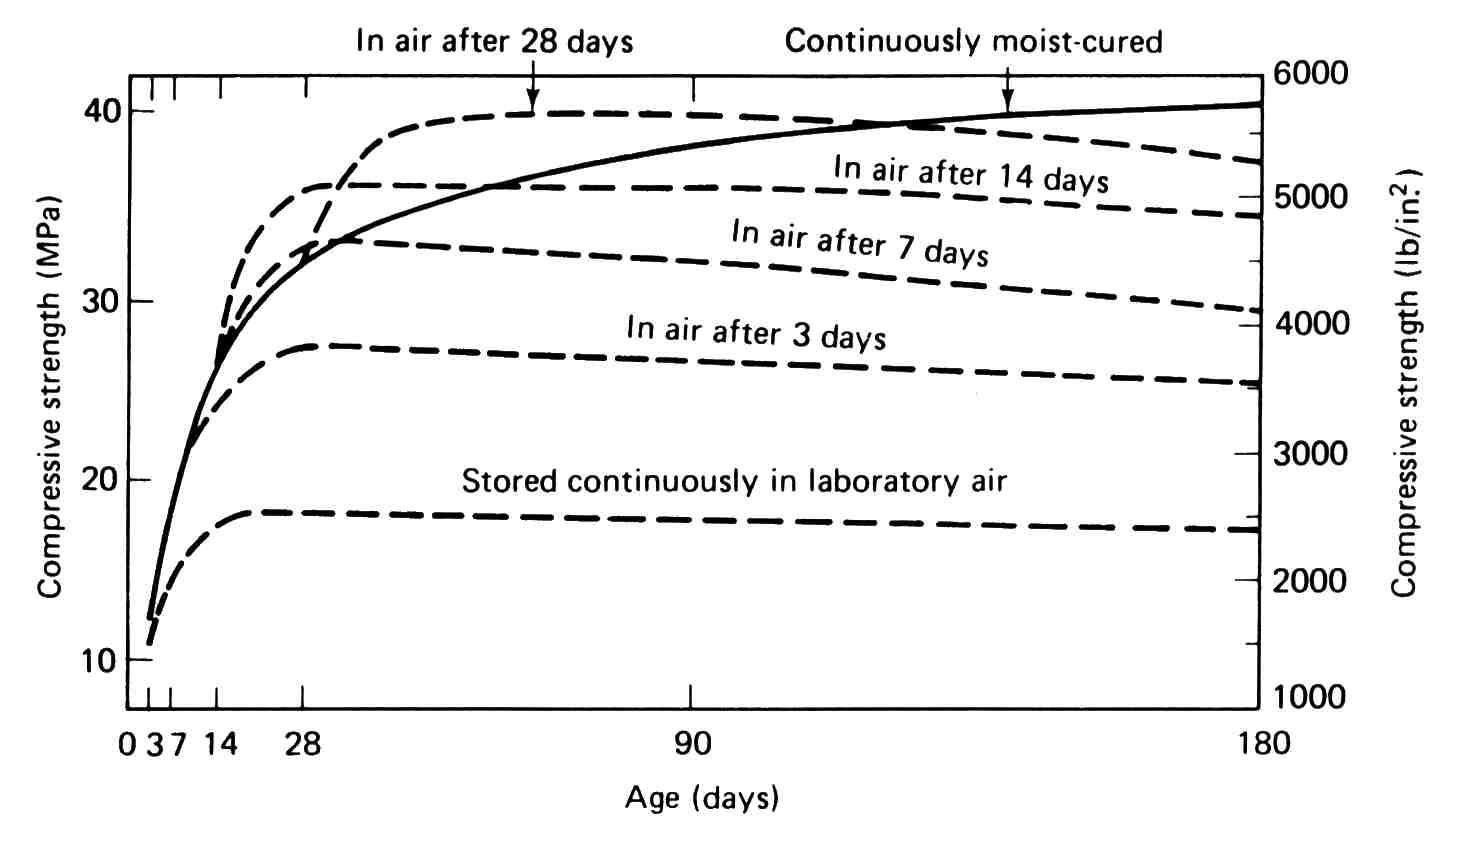 In air after 28 days
Continuously moist-cured
6000
40
In air after 14 days
5000
In air after 7 days
30
4000
In air after 3 days
3000
20
Stored continuously in laboratory air
2000
10
1000
0 3 7 14 28 90 180
Age (days)
Compressive strength (MPa)
Compressive strength (lb/in.²)